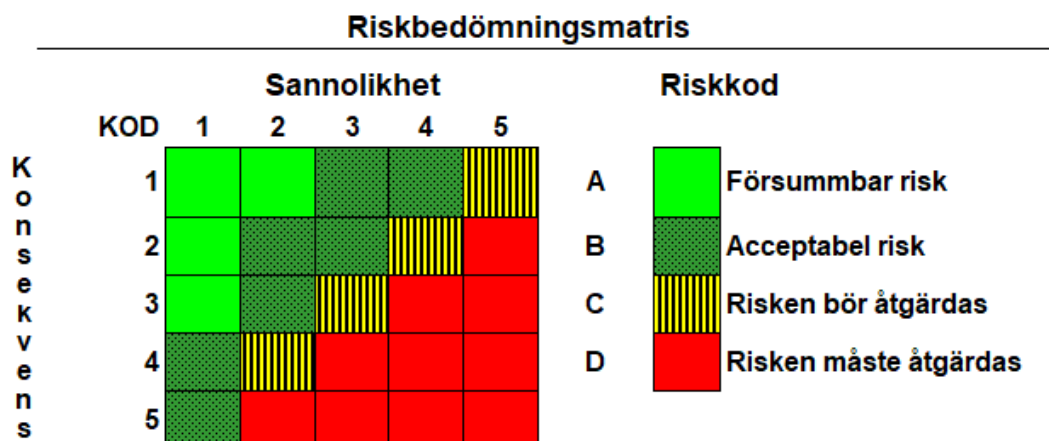 Riskbedömningsmatris
Sannolikhet Riskkod
KOD 1 2 3 4 5
Konsekvens
1 A Försummbar risk
2 B Acceptabel risk
3 C Risken bör åtgärdas
4 D Risken måste åtgärdas
5